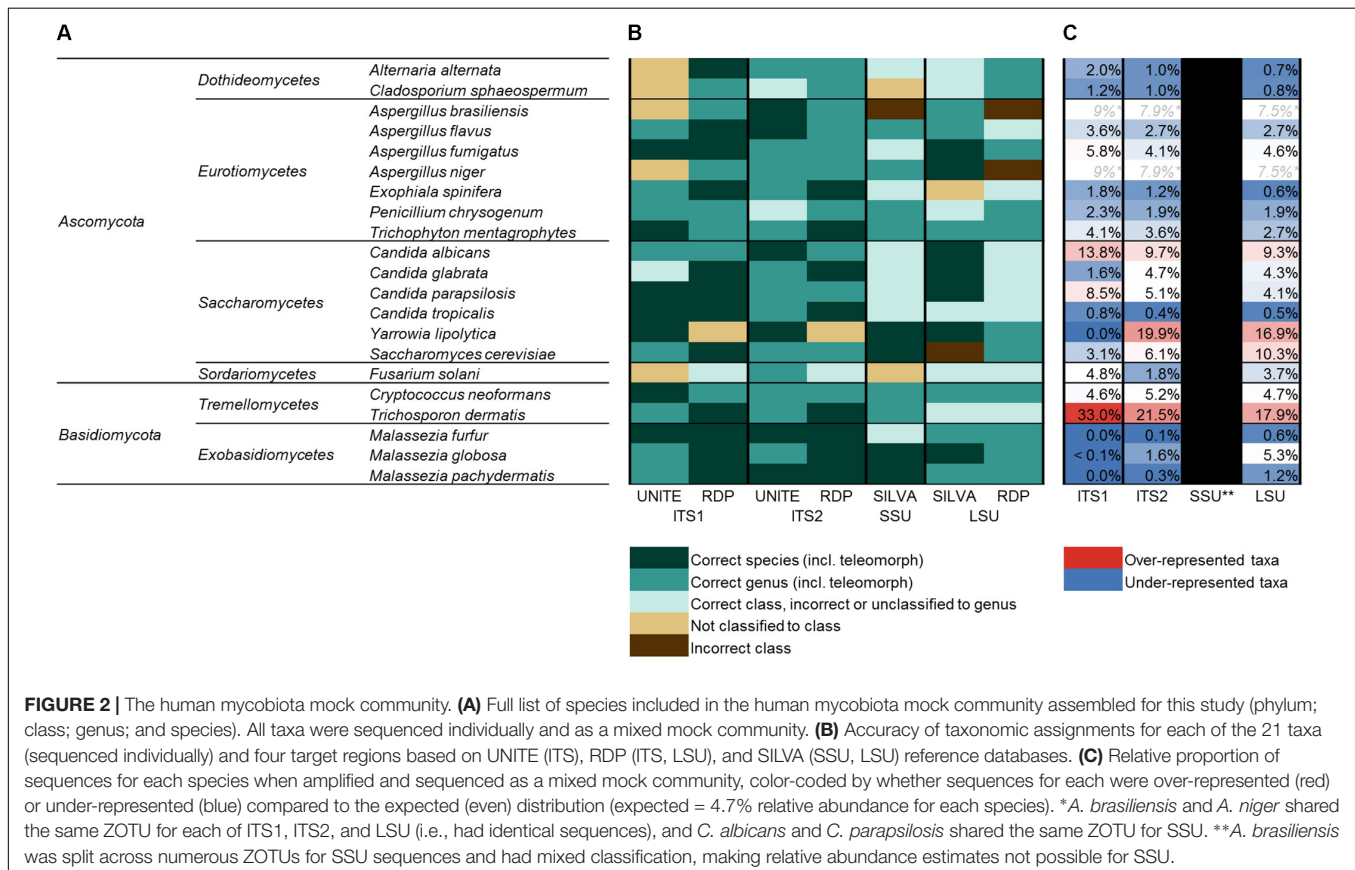 A B C
Ascomycota
Dothideomycetes
Alternaria alternata 2.0% 1.0% 0.7%
Cladosporium sphaeospermum 1.2% 1.0% 0.8%
Eurotiomycetes
Aspergillus brasiliensis 9%* 7.9%* 7.5%*
Aspergillus flavus 3.6% 2.7% 2.7%
Aspergillus fumigatus 5.8% 4.1% 4.6%
Aspergillus niger 9%* 7.9%* 7.5%*
Exophiala spinifera 1.8% 1.2% 0.6%
Penicillium chrysogenum 2.3% 1.9% 1.9%
Trichophyton mentagrophytes 4.1% 3.6% 2.7%
Saccharomycetes
Candida albicans 13.8% 9.7% 9.3%
Candida glabrata 1.6% 4.7% 4.3%
Candida parapsilosis 8.5% 5.1% 4.1%
Candida tropicalis 0.8% 0.4% 0.5%
Yarrowia lipolytica 0.0% 19.9% 16.9%
Saccharomyces cerevisiae 3.1% 6.1% 10.3%
Sordariomycetes
Fusarium solani 4.8% 1.8% 3.7%
Basidiomycota
Tremellomycetes
Cryptococcus neoformans 4.6% 5.2% 4.7%
Trichosporon dermatis 33.0% 21.5% 17.9%
Exobasidiomycetes
Malassezia furfur 0.0% 0.1% 0.6%
Malassezia globosa < 0.1% 1.6% 5.3%
Malassezia pachydermatis 0.0% 0.3% 1.2%
UNITE RDP UNITE RDP SILVA SILVA RDP
ITS1 ITS2 SSU LSU
ITS1 ITS2 SSU** LSU
Correct species (incl. teleomorph)
Correct genus (incl. teleomorph)
Correct class, incorrect or unclassified to genus
Not classified to class
Incorrect class
Over-represented taxa
Under-represented taxa
FIGURE 2 | The human mycobiota mock community. (A) Full list of species included in the human mycobiota mock community assembled for this study (phylum;
class; genus; and species). All taxa were sequenced individually and as a mixed mock community. (B) Accuracy of taxonomic assignments for each of the 21 taxa
(sequenced individually) and four target regions based on UNITE (ITS), RDP (ITS, LSU), and SILVA (SSU, LSU) reference databases. (C) Relative proportion of
sequences for each species when amplified and sequenced as a mixed mock community, color-coded by whether sequences for each were over-represented (red)
or under-represented (blue) compared to the expected (even) distribution (expected = 4.7% relative abundance for each species). *A. brasiliensis and A. niger shared
the same ZOTU for each of ITS1, ITS2, and LSU (i.e., had identical sequences), and C. albicans and C. parapsilosis shared the same ZOTU for SSU. **A. brasiliensis
was split across numerous ZOTUs for SSU sequences and had mixed classification, making relative abundance estimates not possible for SSU.